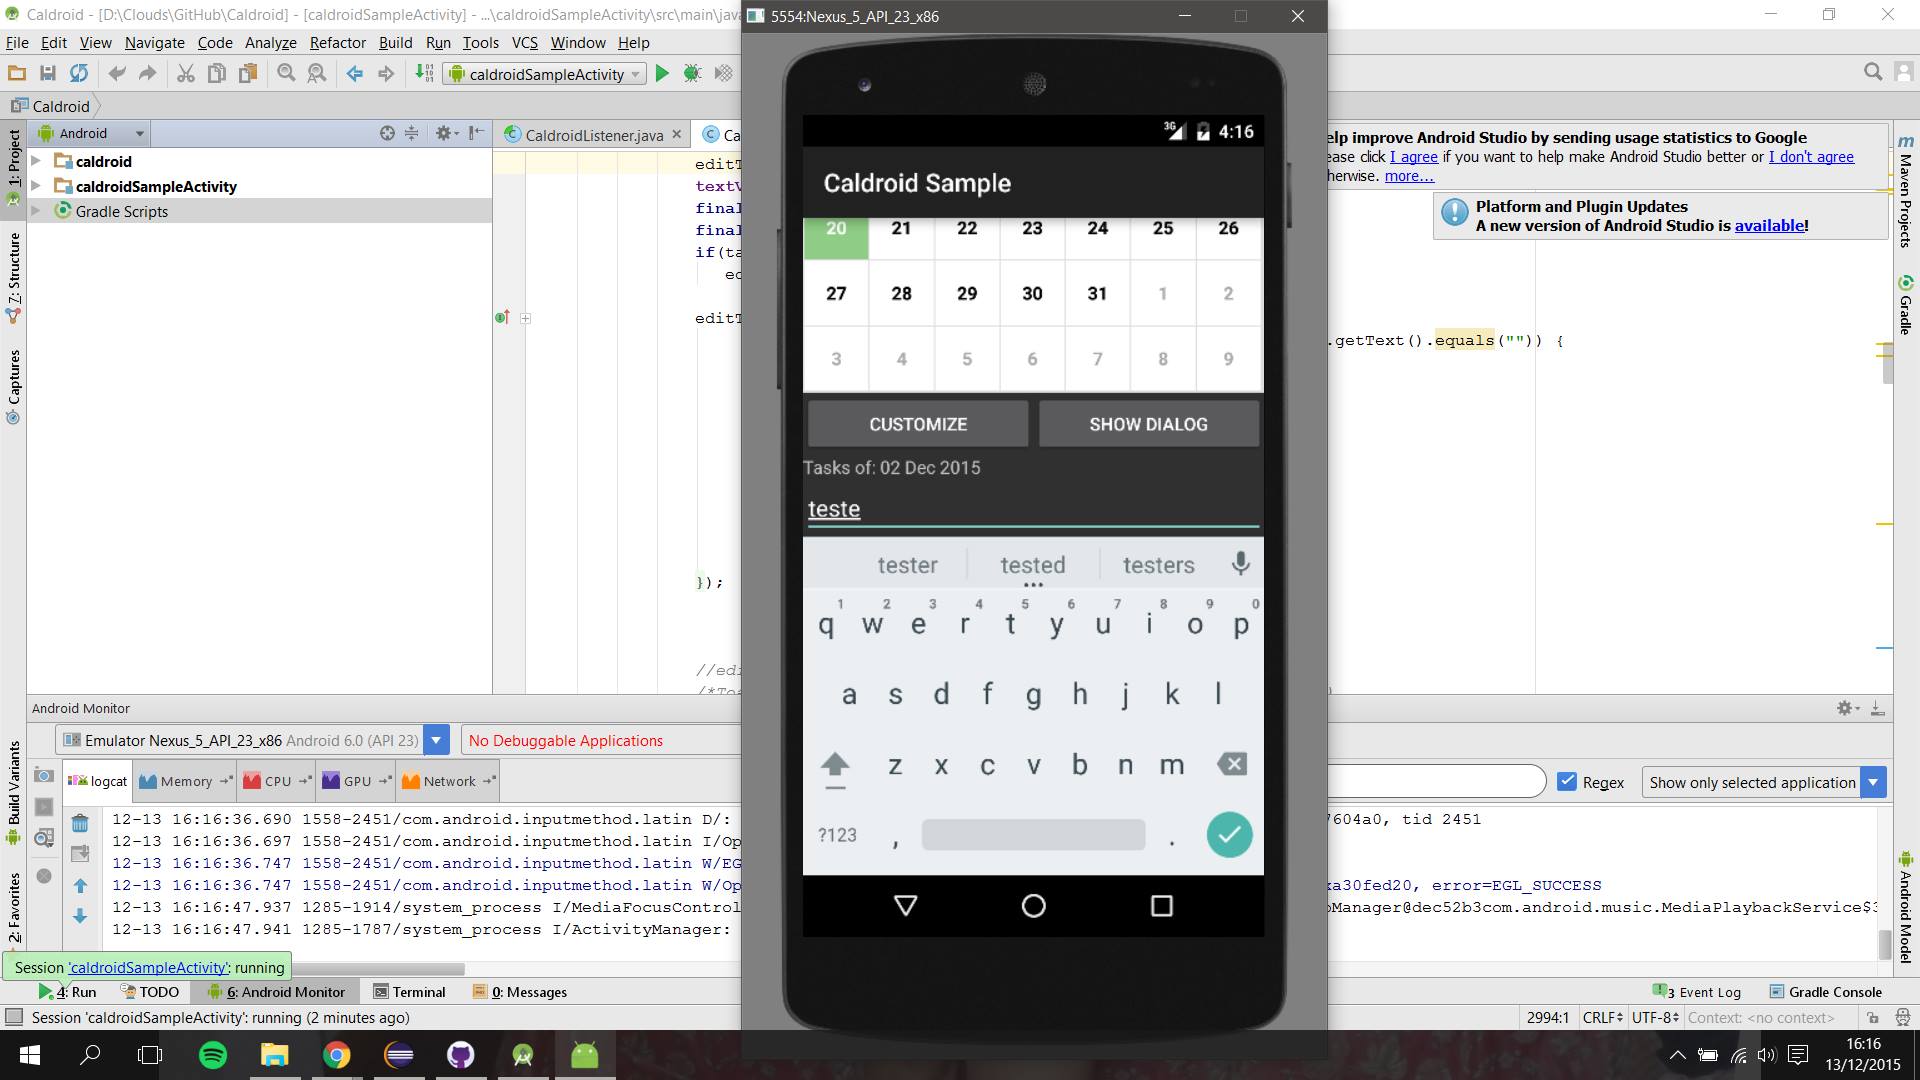 Caldroid - [D:\Clouds\GitHub\Caldroid] - [caldroidSampleActivity] - ...\caldroidSampleActivity\src\main\java
5554:Nexus_5_API_23_x86
File Edit View Navigate Code Analyze Refactor Build Run Tools VCS Window Help
caldroidSampleActivity
Caldroid
Android
CaldroidListener.java
Ca
1: Project
7: Structure
Captures
Build Variants
2: Favorites
caldroid
caldroidSampleActivity
Gradle Scripts
editT
textV
final
final
if(ta
ed
editT
});
//edi
/*Toa
3G 4:16
Caldroid Sample
20 21 22 23 24 25 26
27 28 29 30 31 1 2
3 4 5 6 7 8 9
CUSTOMIZE SHOW DIALOG
Tasks of: 02 Dec 2015
teste
tester tested testers
1 2 3 4 5 6 7 8 9 0
q w e r t y u i o p
a s d f g h j k l
z x c v b n m
?123 , .
elp improve Android Studio by sending usage statistics to Google
ease click I agree if you want to help make Android Studio better or I don't agree
herwise. more...
Platform and Plugin Updates
A new version of Android Studio is available!
.getText().equals("")) {
Maven Projects
Gradle
Android Model
Android Monitor
Emulator Nexus_5_API_23_x86 Android 6.0 (API 23)
No Debuggable Applications
logcat Memory CPU GPU Network
Regex
Show only selected application
12-13 16:16:36.690 1558-2451/com.android.inputmethod.latin D/: 7604a0, tid 2451
12-13 16:16:36.697 1558-2451/com.android.inputmethod.latin I/Op
12-13 16:16:36.747 1558-2451/com.android.inputmethod.latin W/EG
12-13 16:16:36.747 1558-2451/com.android.inputmethod.latin W/Op xa30fed20, error=EGL_SUCCESS
12-13 16:16:47.937 1285-1914/system_process I/MediaFocusControl oManager@dec52b3com.android.music.MediaPlaybackService$3
12-13 16:16:47.941 1285-1787/system_process I/ActivityManager:
Session 'caldroidSampleActivity': running
4: Run TODO 6: Android Monitor Terminal 0: Messages
3 Event Log Gradle Console
Session 'caldroidSampleActivity': running (2 minutes ago)
2994:1 CRLF UTF-8 Context: <no context>
16:16
13/12/2015